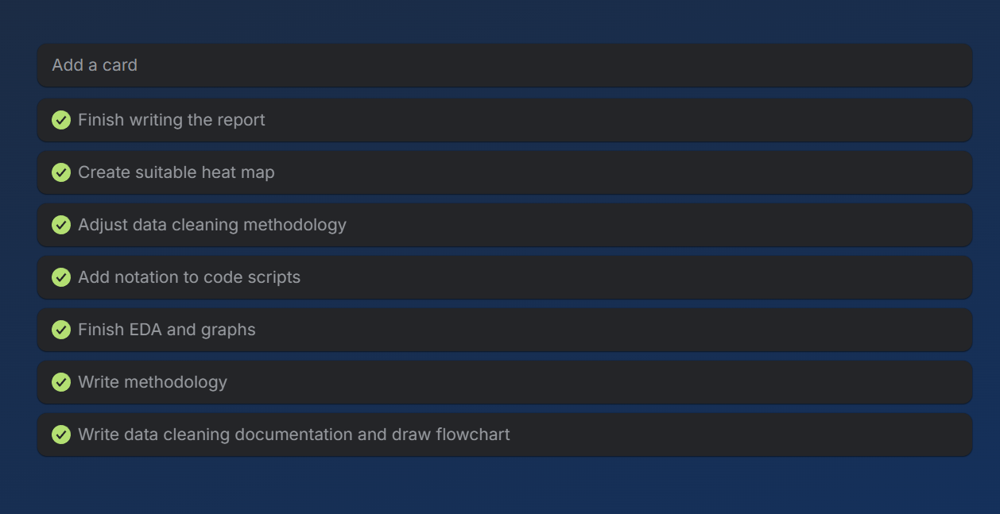 Add a card
Finish writing the report
Create suitable heat map
Adjust data cleaning methodology
Add notation to code scripts
Finish EDA and graphs
Write methodology
Write data cleaning documentation and draw flowchart